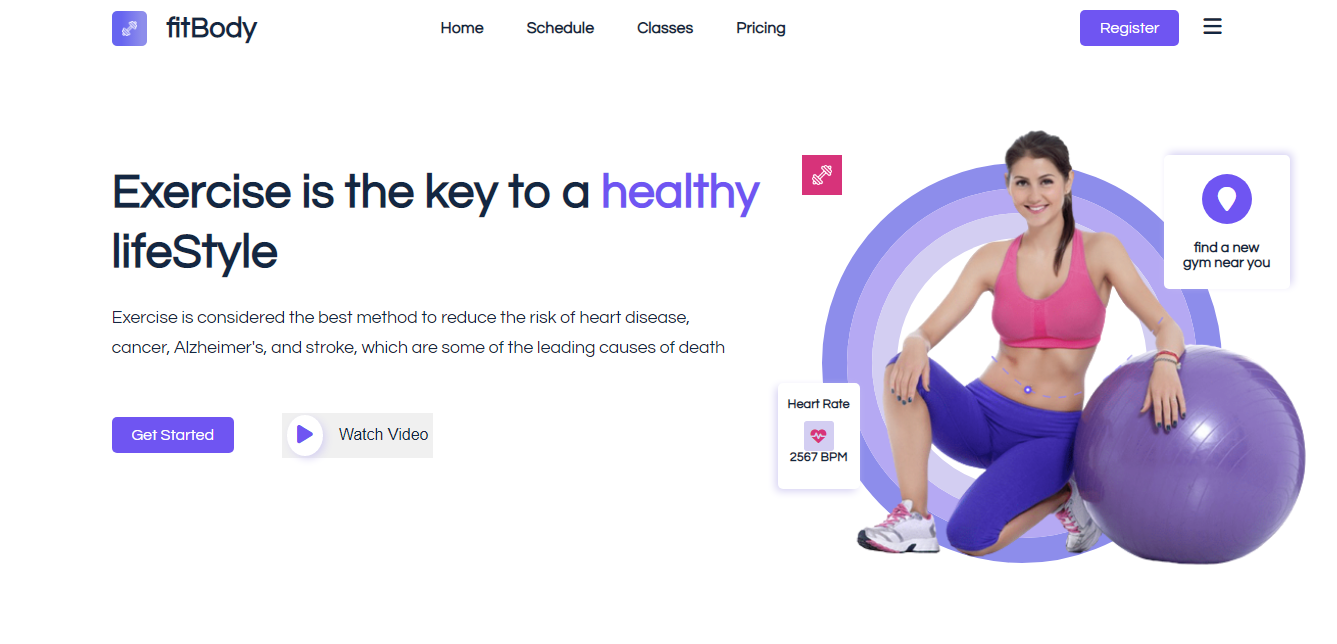 fitBody
Home
Schedule
Classes
Pricing
Register
Exercise is the key to a healthy
lifeStyle
Exercise is considered the best method to reduce the risk of heart disease,
cancer, Alzheimer's, and stroke, which are some of the leading causes of death
Get Started
Watch Video
find a new
gym near you
Heart Rate
2567 BPM